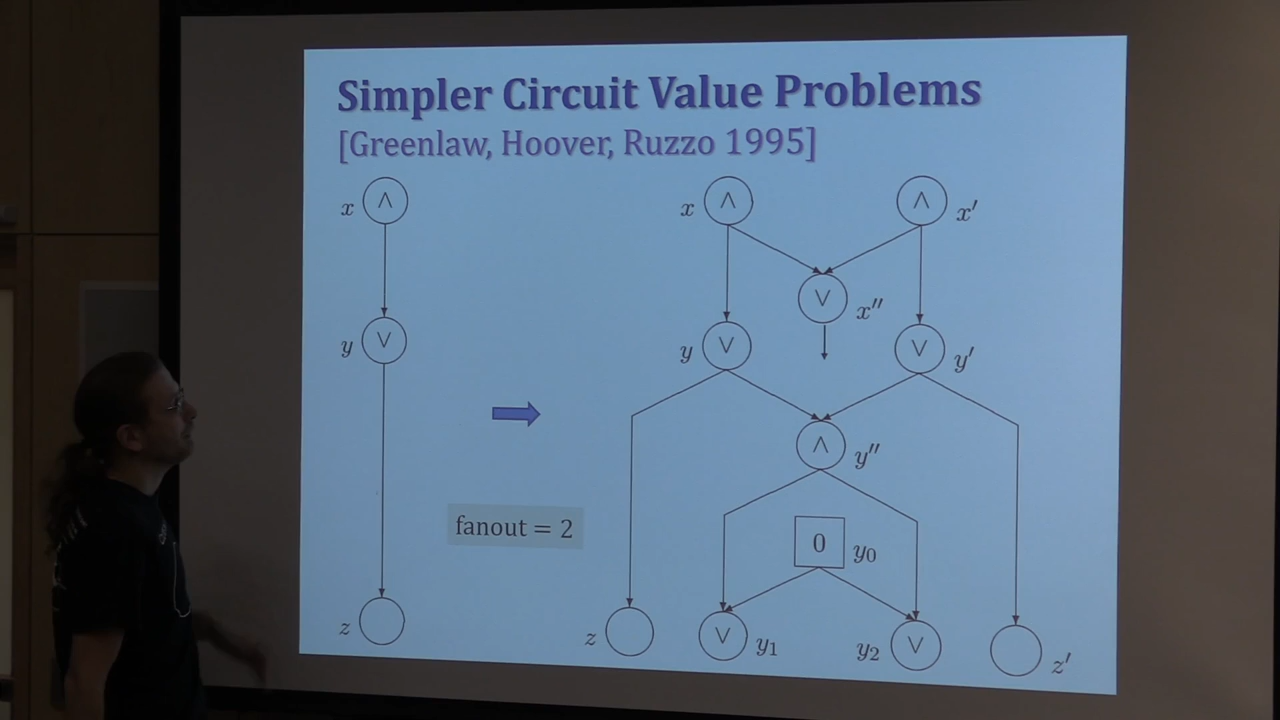 Simpler Circuit Value Problems
[Greenlaw, Hoover, Ruzzo 1995]
x ∧
x ∧
∧ x′
∨ x″
y ∨
y ∨
∨ y′
∧ y″
fanout = 2
0 y₀
z
z
∨ y₁
y₂ ∨
z′